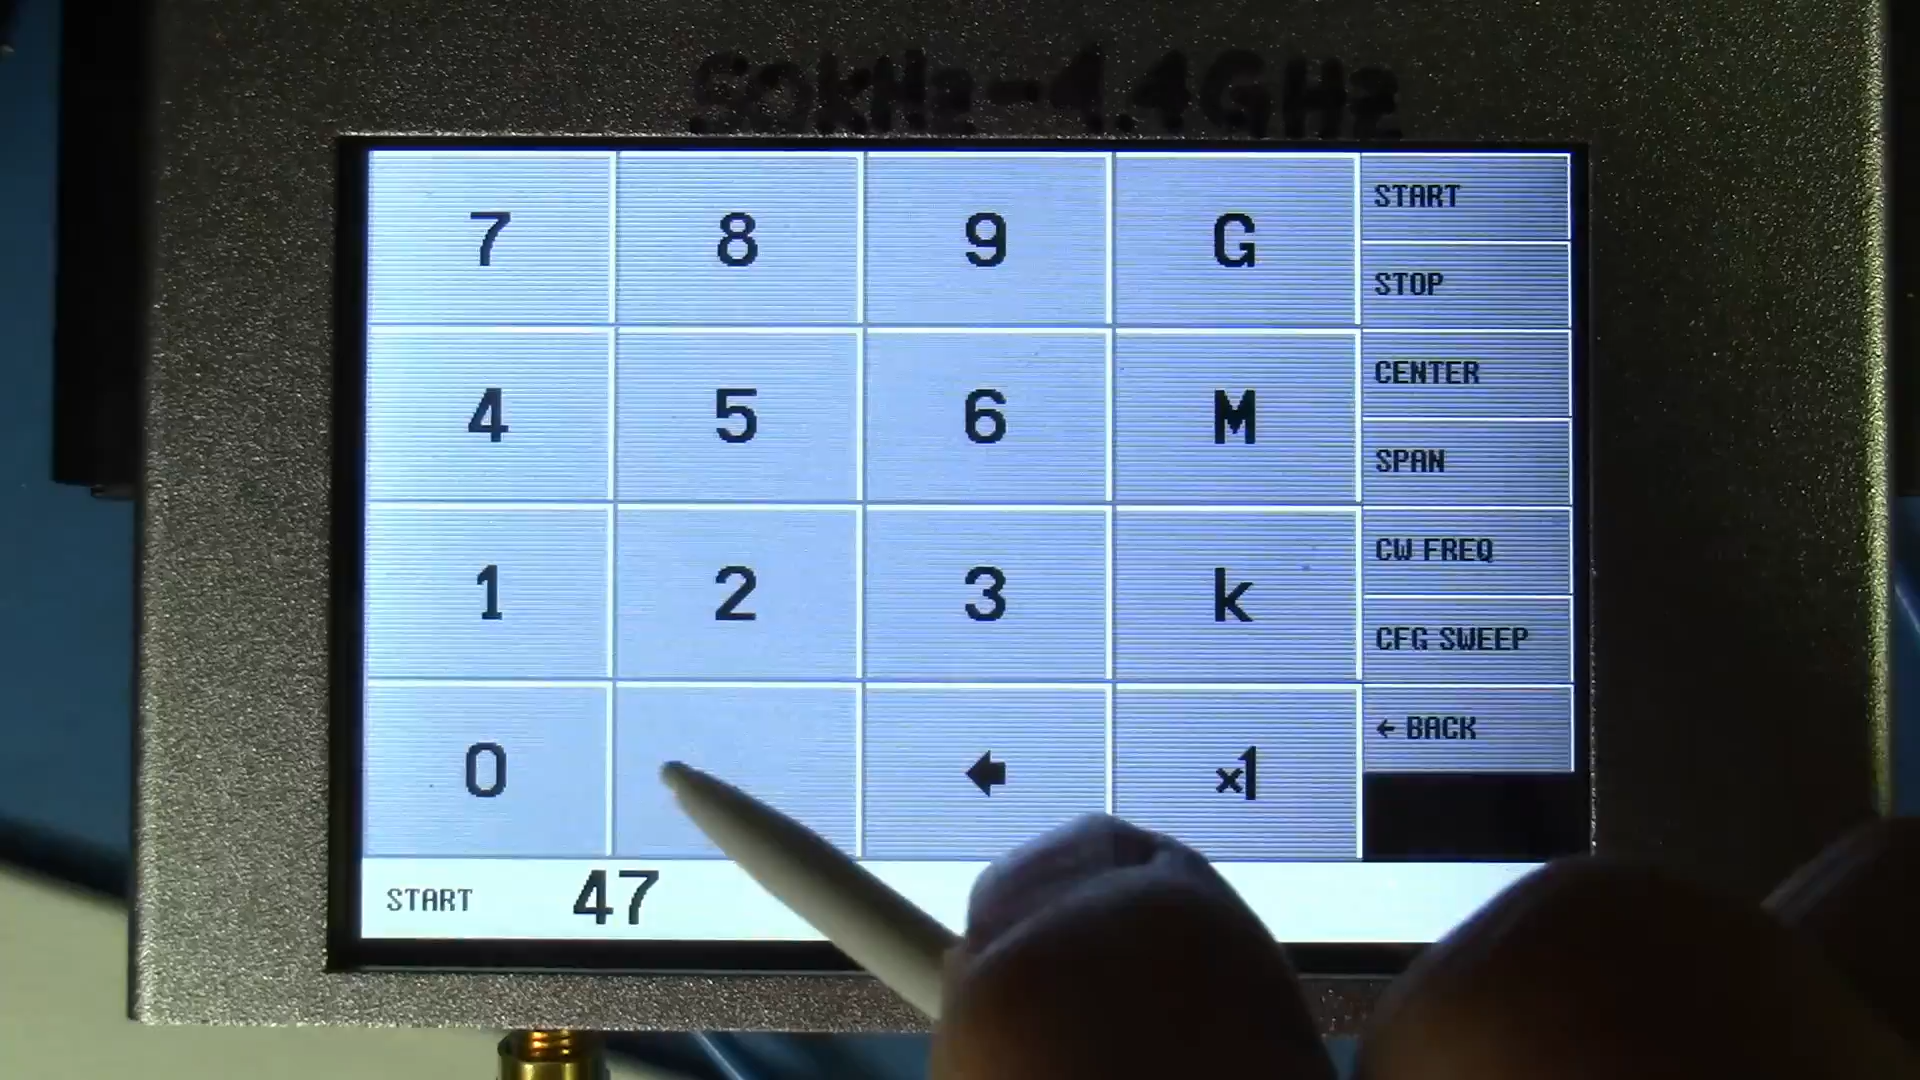 50kHz-4.4GHz
7 8 9 G START
STOP
4 5 6 M CENTER
SPAN
1 2 3 k CW FREQ
CFG SWEEP
0 ← x1 ← BACK
START 47